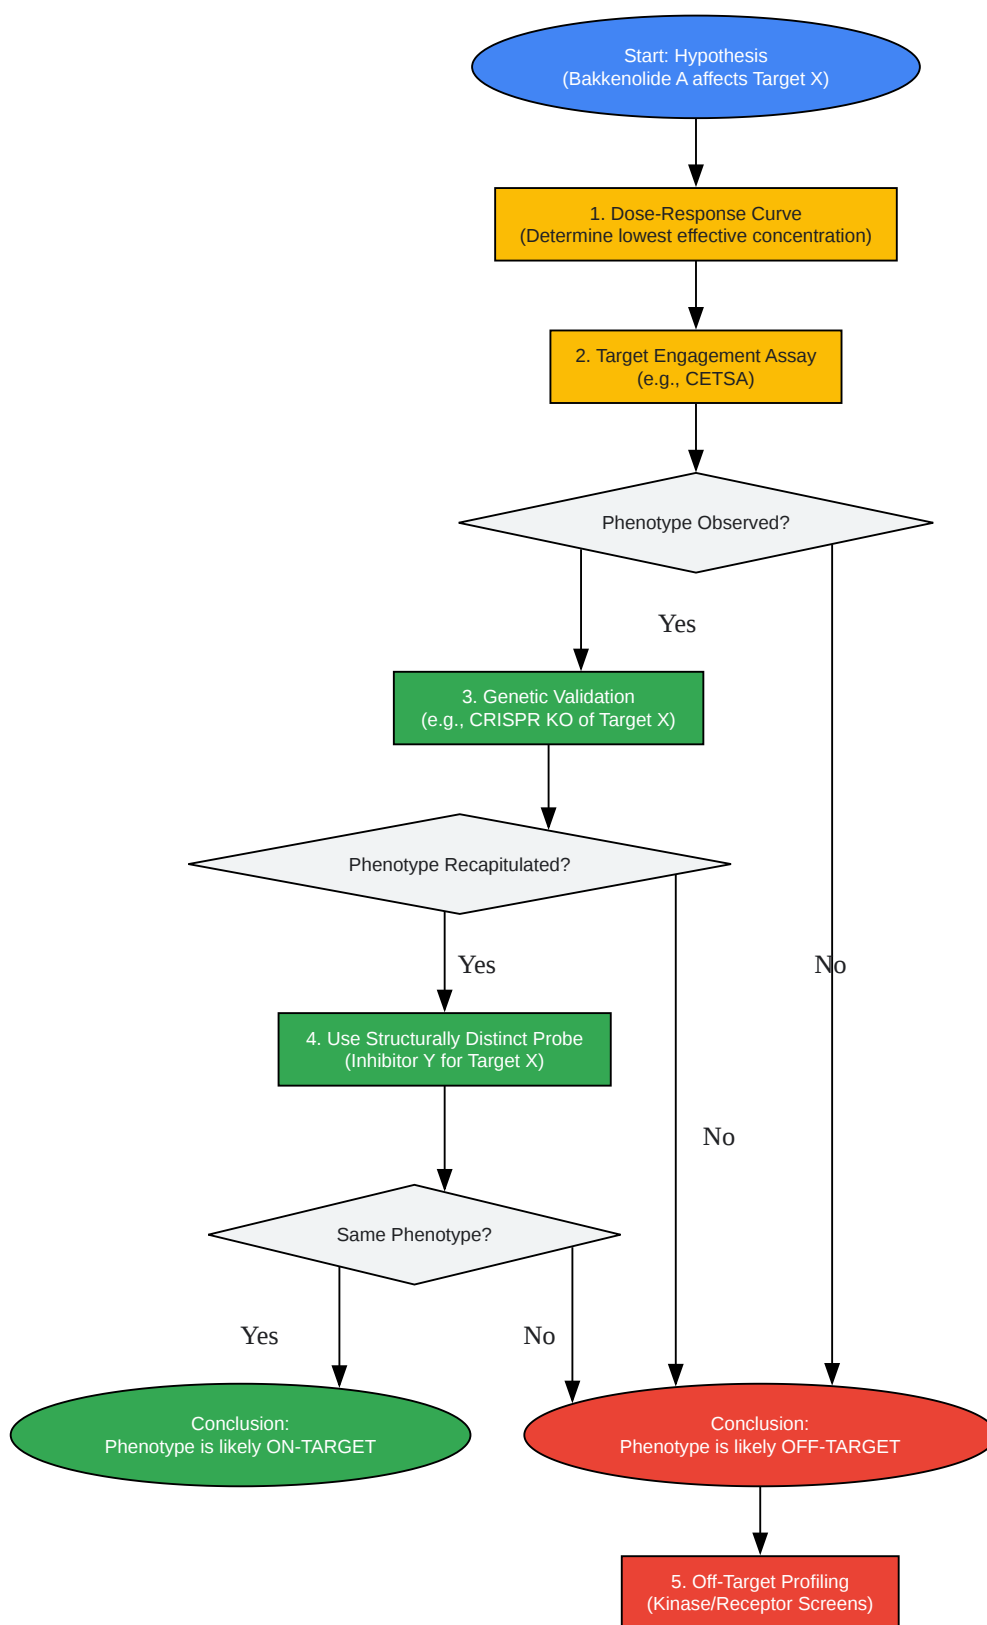 Start: Hypothesis
(Bakkenolide A affects Target X)
1. Dose-Response Curve
(Determine lowest effective concentration)
2. Target Engagement Assay
(e.g., CETSA)
Phenotype Observed?
Yes
3. Genetic Validation
(e.g., CRISPR KO of Target X)
Phenotype Recapitulated?
Yes
No
4. Use Structurally Distinct Probe
(Inhibitor Y for Target X)
No
Same Phenotype?
Yes
No
Conclusion:
Phenotype is likely ON-TARGET
Conclusion:
Phenotype is likely OFF-TARGET
5. Off-Target Profiling
(Kinase/Receptor Screens)